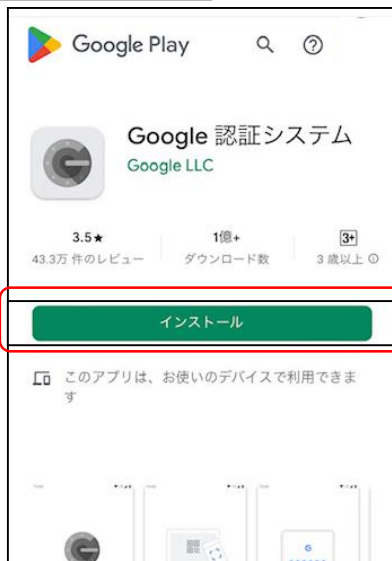 Google Play
Google 認証システム
Google LLC
3.5★
1億+
3+
43.3万 件のレビュー
ダウンロード数
3 歳以上
インストール
このアプリは、お使いのデバイスで利用できま
す